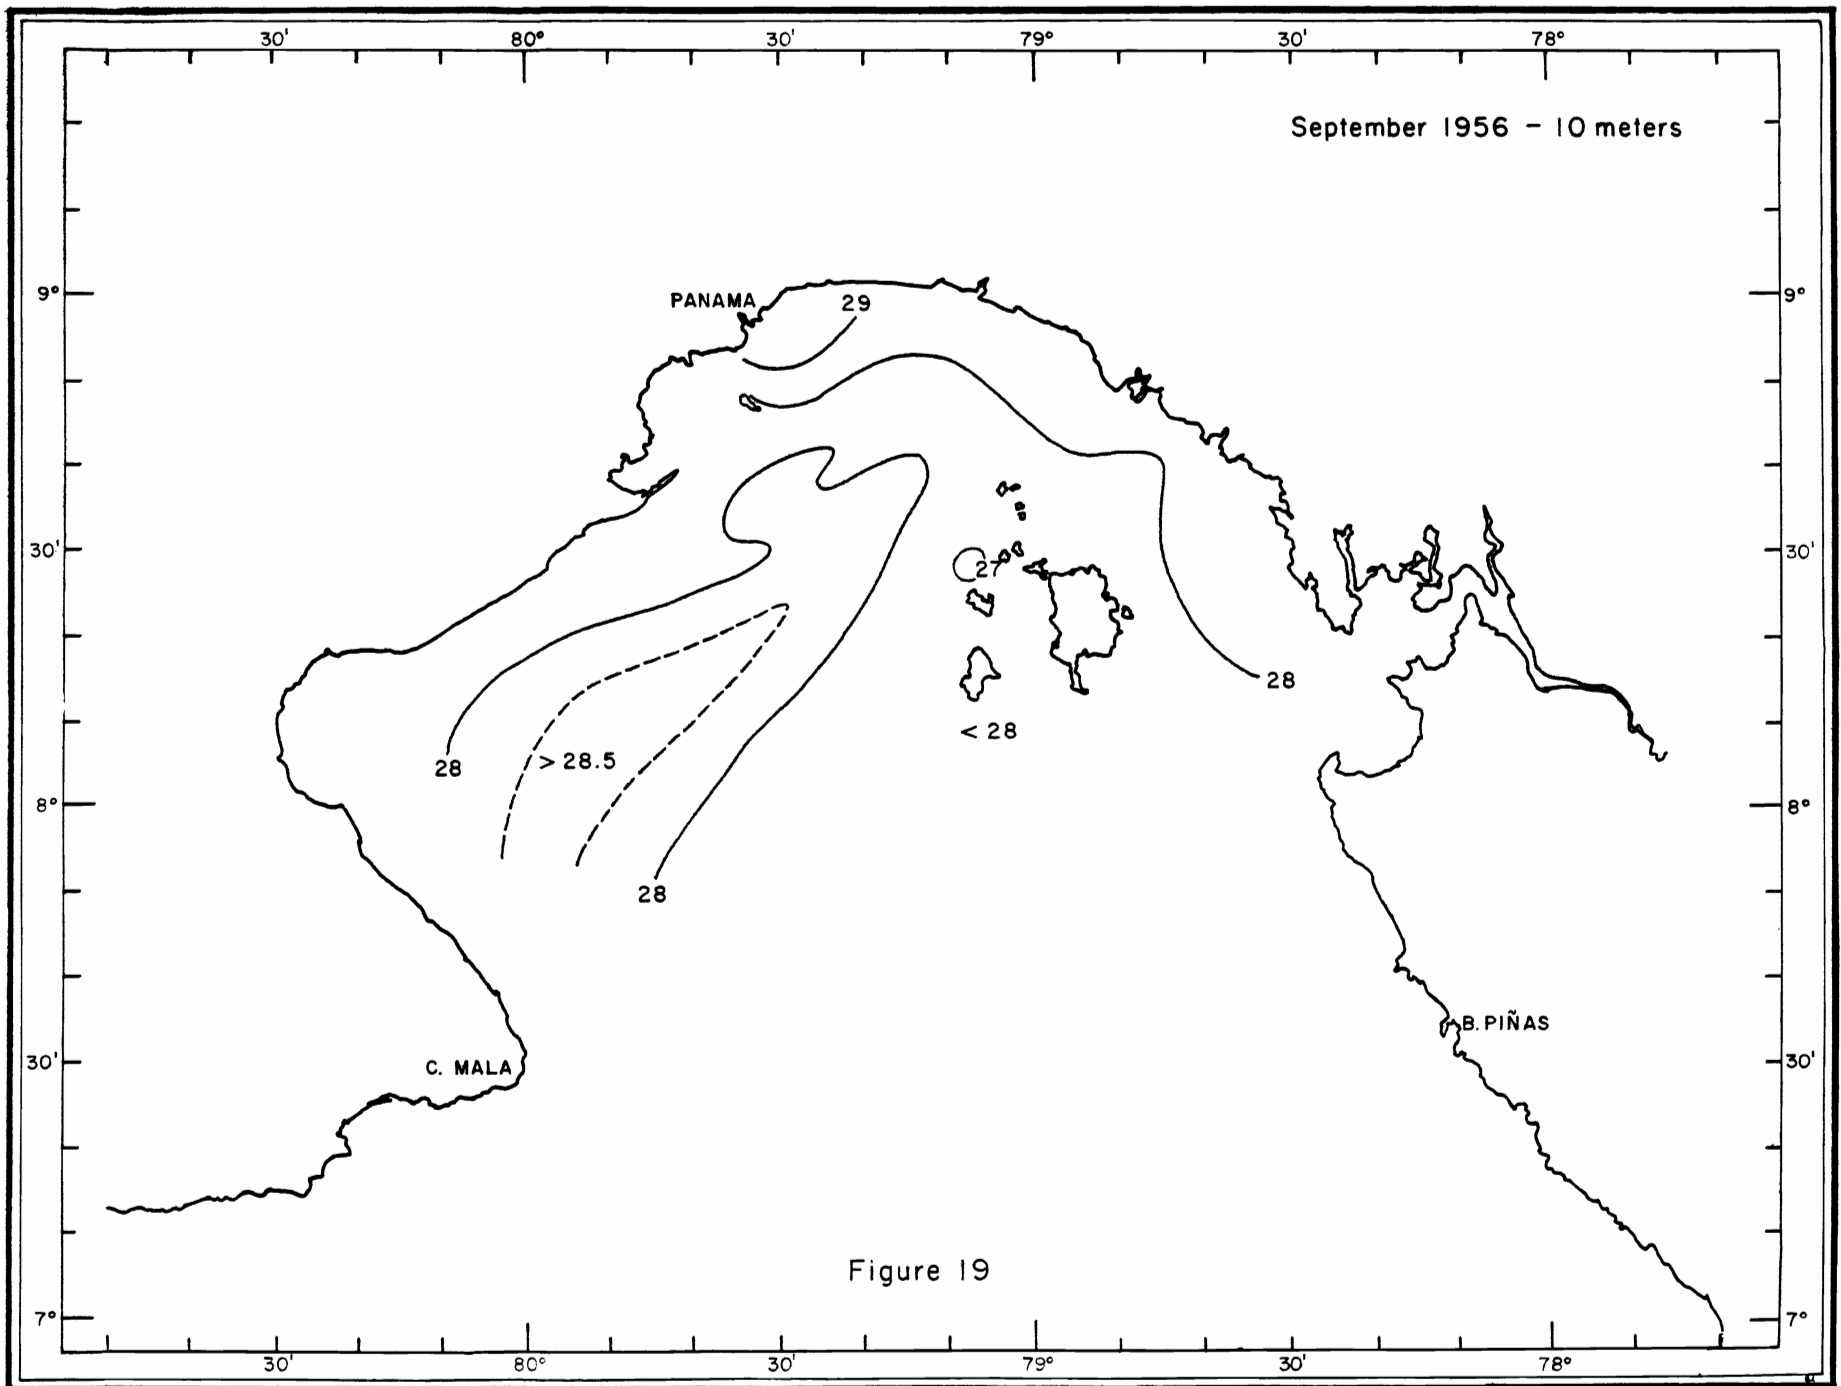 30' 80° 30' 79° 30' 78°
September 1956 - 10 meters
9° 9°
PANAMA
29
30' 30'
27
28
< 28
> 28.5
28
8° 8°
28
B. PIÑAS
30' 30'
C. MALA
Figure 19
7° 7°
30' 80° 30' 79° 30' 78°